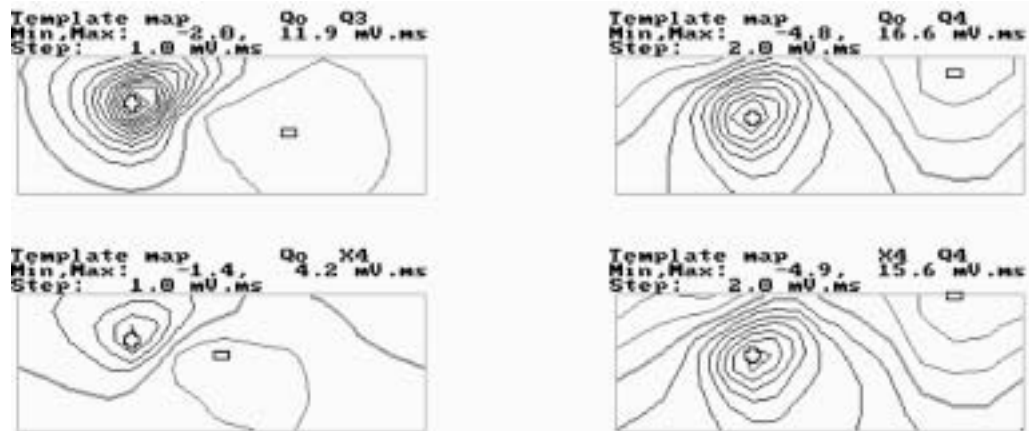 Template map Qo Q3
Min,Max: -2.0, 11.9 mV.ms
Step: 1.0 mV.ms
Template map Qo Q4
Min,Max: -4.8, 16.6 mV.ms
Step: 2.0 mV.ms
Template map Qo X4
Min,Max: -1.4, 4.2 mV.ms
Step: 1.0 mV.ms
Template map X4 Q4
Min,Max: -4.9, 15.6 mV.ms
Step: 2.0 mV.ms